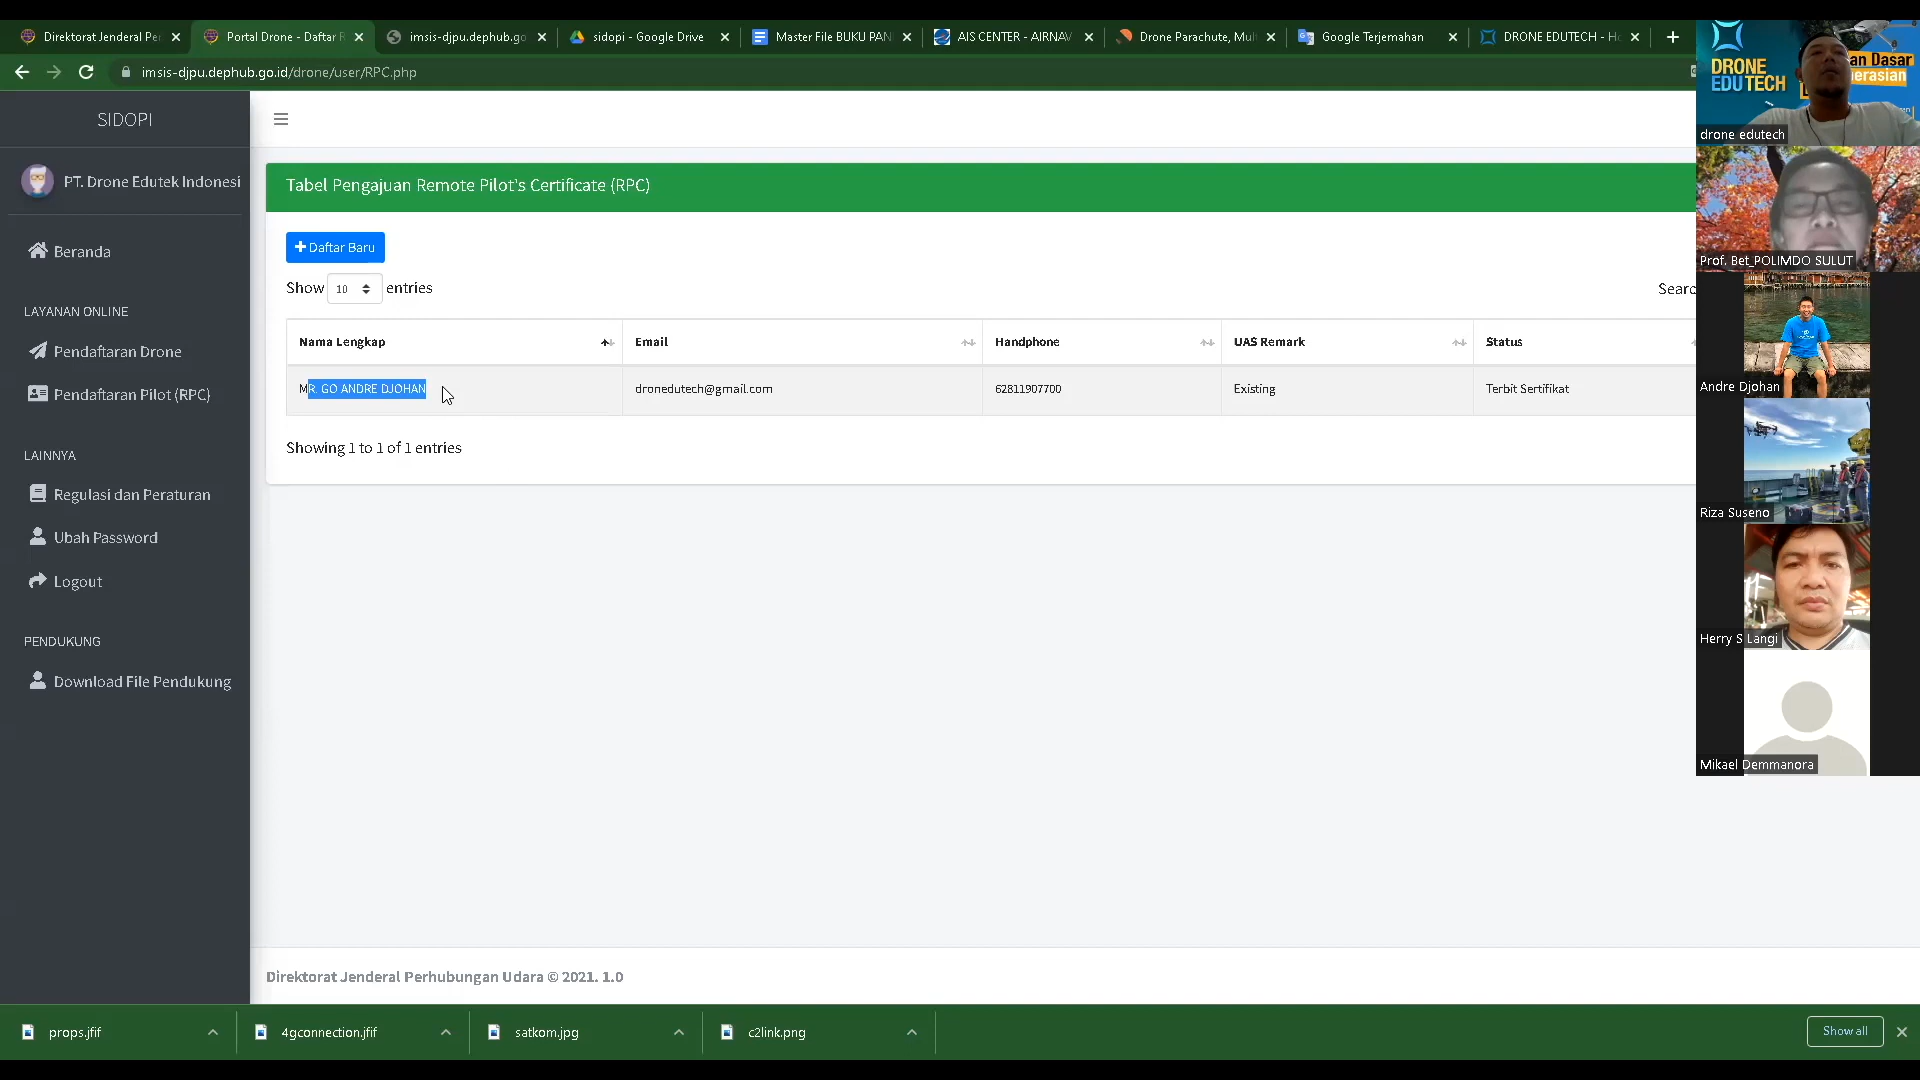 Direktorat Jenderal Per
Portal Drone - Daftar R
imsis-djpu.dephub.go
sidopi - Google Drive
Master File BUKU PAN
AIS CENTER - AIRNAV
Drone Parachute, Mul
Google Terjemahan
DRONE EDUTECH - H
imsis-djpu.dephub.go.id/drone/user/RPC.php
SIDOPI
PT. Drone Edutek Indonesi
Beranda
LAYANAN ONLINE
Pendaftaran Drone
Pendaftaran Pilot (RPC)
LAINNYA
Regulasi dan Peraturan
Ubah Password
Logout
PENDUKUNG
Download File Pendukung
Tabel Pengajuan Remote Pilot's Certificate (RPC)
Daftar Baru
Show 10 entries
Searc
Nama Lengkap Email Handphone UAS Remark Status
MR. GO ANDRE DJOHAN dronedutech@gmail.com 62811907700 Existing Terbit Sertifikat
Showing 1 to 1 of 1 entries
Direktorat Jenderal Perhubungan Udara © 2021. 1.0
DRONE
EDUTECH
an Dasar
erasian
drone edutech
Prof. Bet_POLIMDO SULUT
Andre Djohan
Riza Suseno
Herry S Langi
Mikael Demmanora
props.jfif
4gconnection.jfif
satkom.jpg
c2link.png
Show all